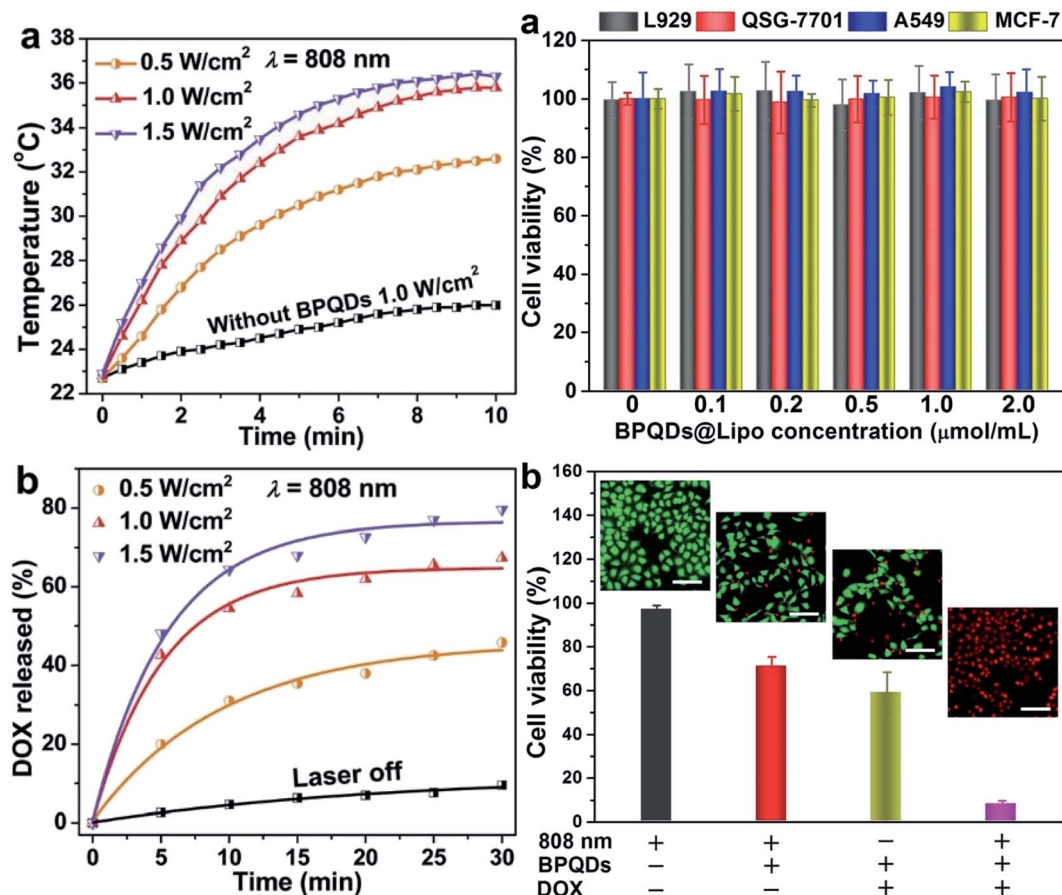 a
38
36
34
32
30
28
26
24
22
Temperature (°C)
0.5 W/cm² λ = 808 nm
1.0 W/cm²
1.5 W/cm²
Without BPQDs 1.0 W/cm²
0 2 4 6 8 10
Time (min)
a
L929 QSG-7701 A549 MCF-7
120
100
80
60
40
20
0
Cell viability (%)
0 0.1 0.2 0.5 1.0 2.0
BPQDs@Lipo concentration (μmol/mL)
b
80
60
40
20
0
DOX released (%)
0.5 W/cm² λ = 808 nm
1.0 W/cm²
1.5 W/cm²
Laser off
0 5 10 15 20 25 30
Time (min)
b
160
140
120
100
80
60
40
20
0
Cell viability (%)
808 nm + + − +
BPQDs − + + +
DOX − − + +